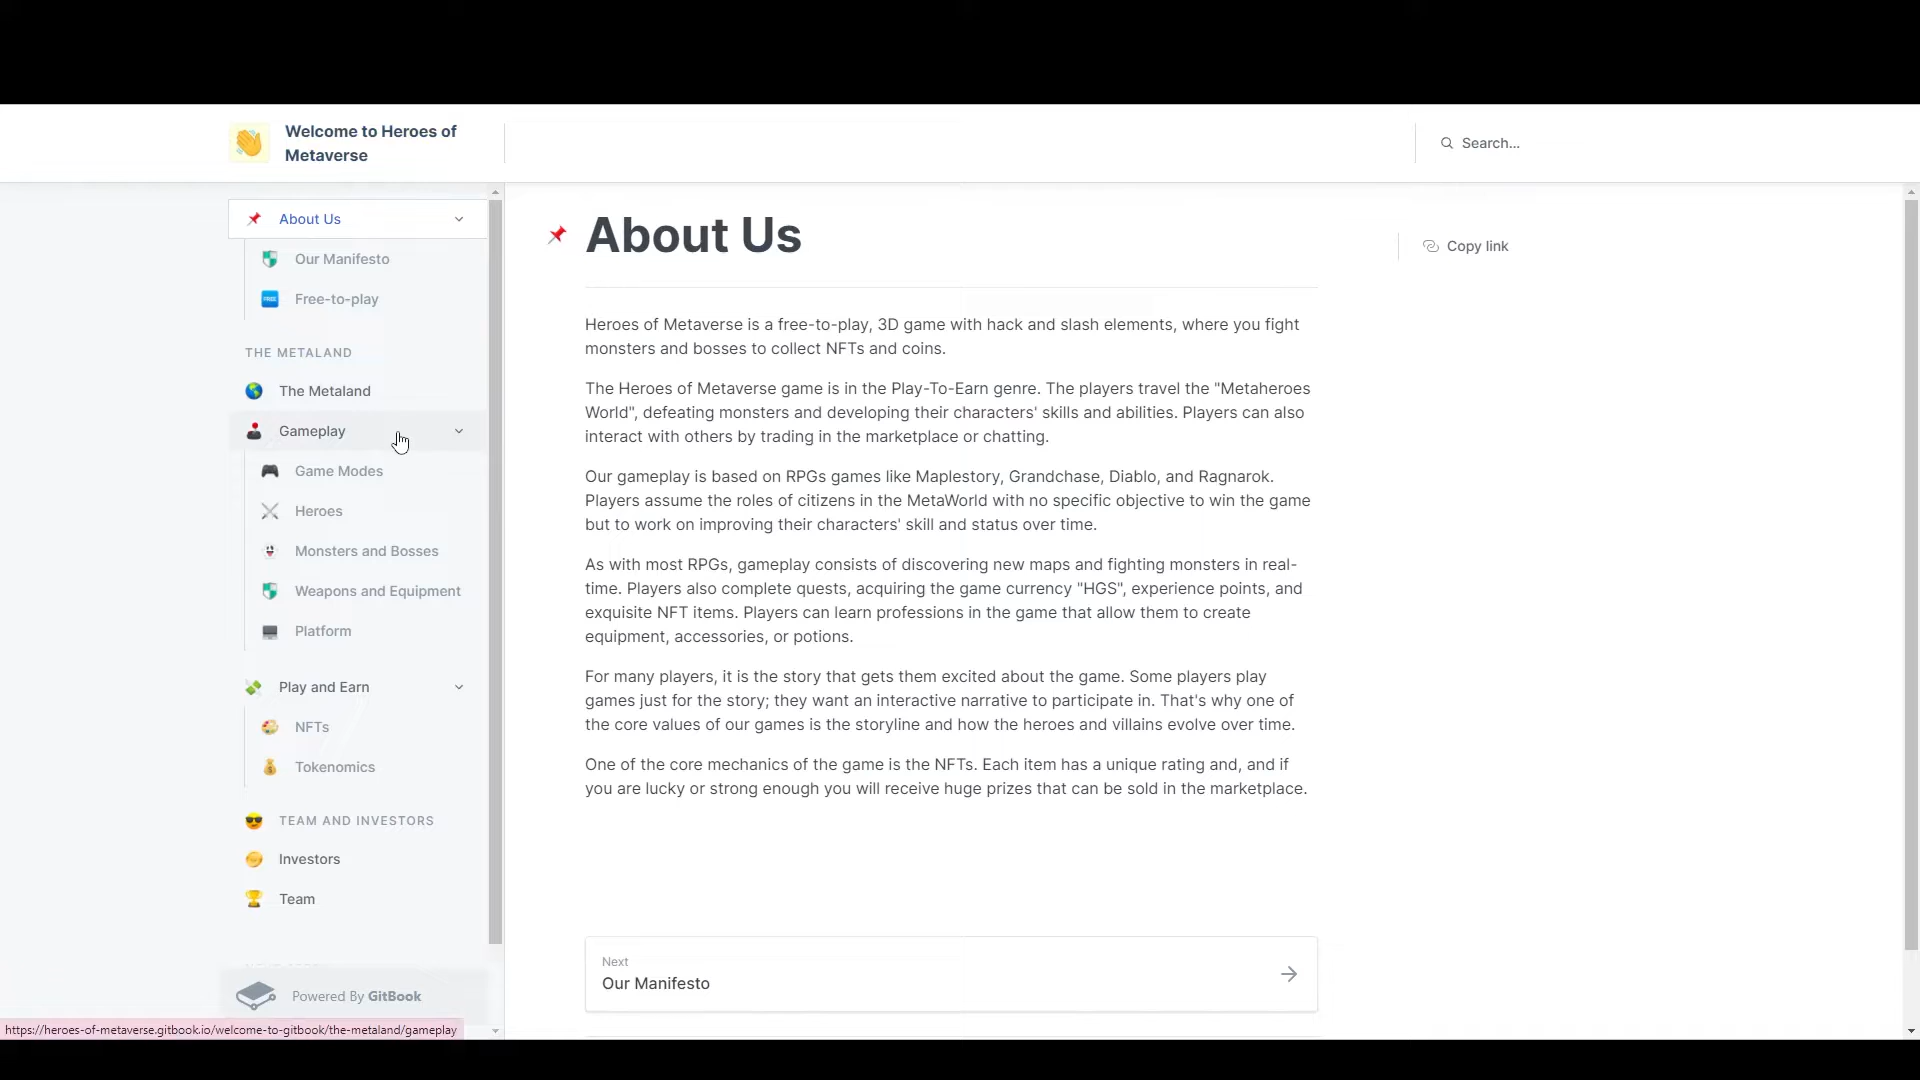 Welcome to Heroes of
Metaverse
Search...
About Us
Our Manifesto
FREE
Free-to-play
THE METALAND
The Metaland
Gameplay
Game Modes
Heroes
Monsters and Bosses
Weapons and Equipment
Platform
Play and Earn
NFTs
Tokenomics
TEAM AND INVESTORS
Investors
Team
Powered By GitBook
https://heroes-of-metaverse.gitbook.io/welcome-to-gitbook/the-metaland/gameplay
About Us
Copy link
Heroes of Metaverse is a free-to-play, 3D game with hack and slash elements, where you fight
monsters and bosses to collect NFTs and coins.
The Heroes of Metaverse game is in the Play-To-Earn genre. The players travel the "Metaheroes
World", defeating monsters and developing their characters' skills and abilities. Players can also
interact with others by trading in the marketplace or chatting.
Our gameplay is based on RPGs games like Maplestory, Grandchase, Diablo, and Ragnarok.
Players assume the roles of citizens in the MetaWorld with no specific objective to win the game
but to work on improving their characters' skill and status over time.
As with most RPGs, gameplay consists of discovering new maps and fighting monsters in real-
time. Players also complete quests, acquiring the game currency "HGS", experience points, and
exquisite NFT items. Players can learn professions in the game that allow them to create
equipment, accessories, or potions.
For many players, it is the story that gets them excited about the game. Some players play
games just for the story; they want an interactive narrative to participate in. That's why one of
the core values of our games is the storyline and how the heroes and villains evolve over time.
One of the core mechanics of the game is the NFTs. Each item has a unique rating and, and if
you are lucky or strong enough you will receive huge prizes that can be sold in the marketplace.
Next
Our Manifesto